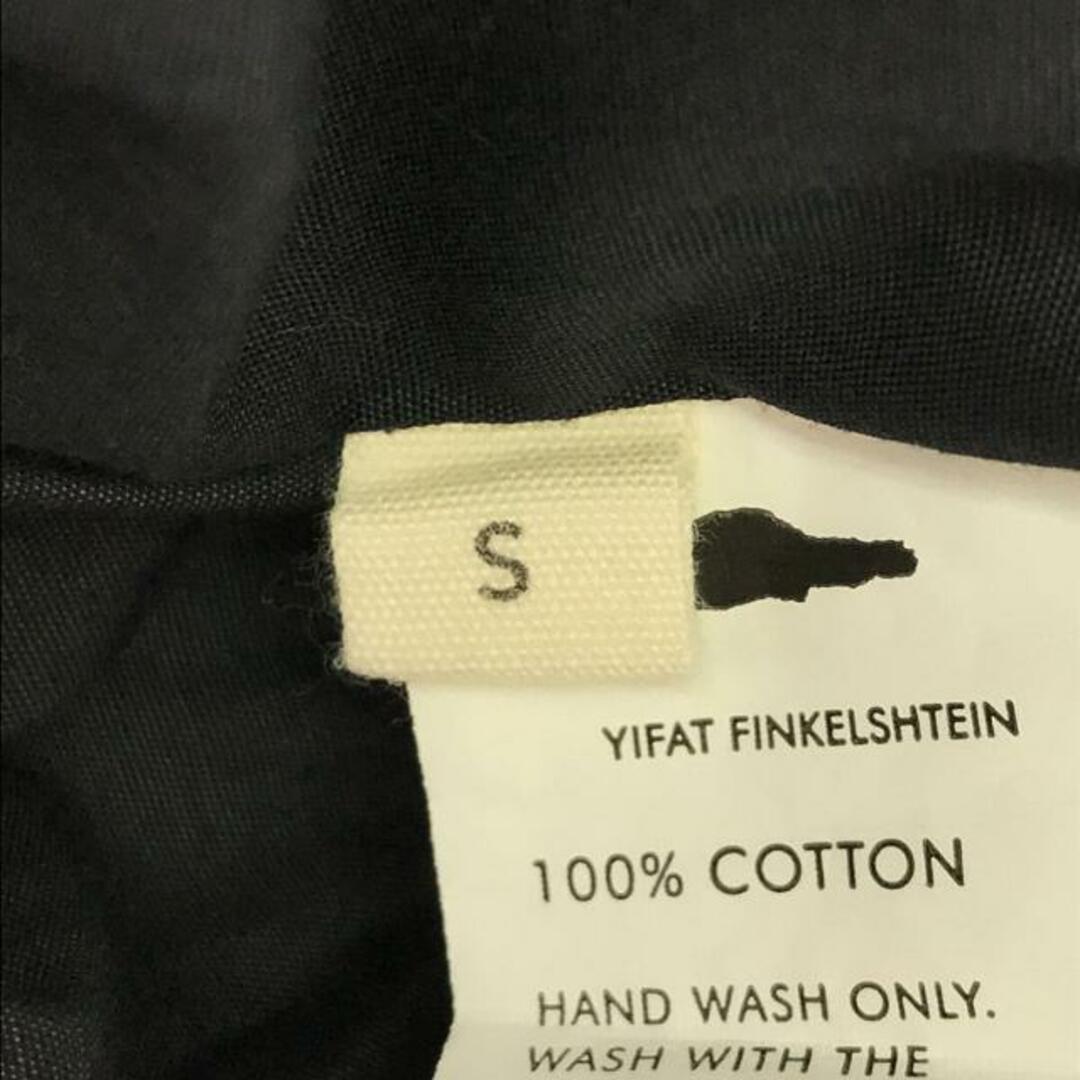 S
YIFAT FINKELSHTEIN
100% COTTON
HAND WASH ONLY.
WASH WITH THE